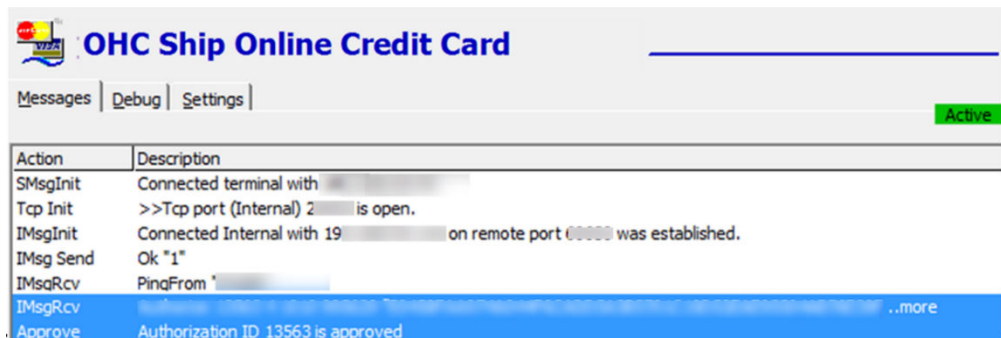 OHC Ship Online Credit Card
Messages Debug Settings
Active
Action Description
SMsgInit Connected terminal with
Tcp Init >>Tcp port (Internal) 2 is open.
IMsgInit Connected Internal with 19 on remote port was established.
IMsg Send Ok "1"
IMsgRcv PingFrom "
IMsgRcv ..more
Approve Authorization ID 13563 is approved